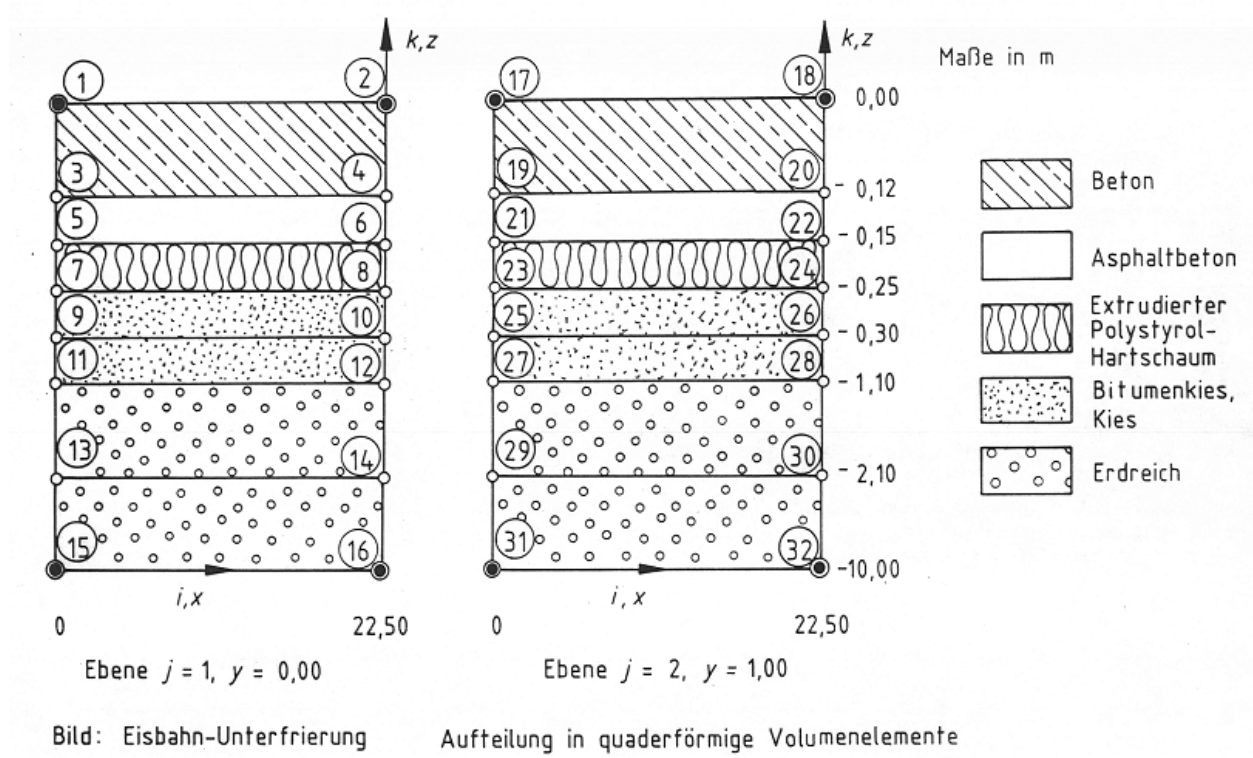 k,z
k,z
Maße in m
1
2
17
18
0,00
3
4
19
20
- 0,12
Beton
5
6
21
22
- 0,15
Asphaltbeton
7
8
23
24
- 0,25
Extrudierter
Polystyrol-
Hartschaum
9
10
25
26
- 0,30
11
12
27
28
- 1,10
Bitumenkies,
Kies
13
14
29
30
- 2,10
Erdreich
15
16
31
32
-10,00
i,x
i,x
0
22,50
0
22,50
Ebene j = 1, y = 0,00
Ebene j = 2, y = 1,00
Bild: Eisbahn-Unterfrierung
Aufteilung in quaderförmige Volumenelemente